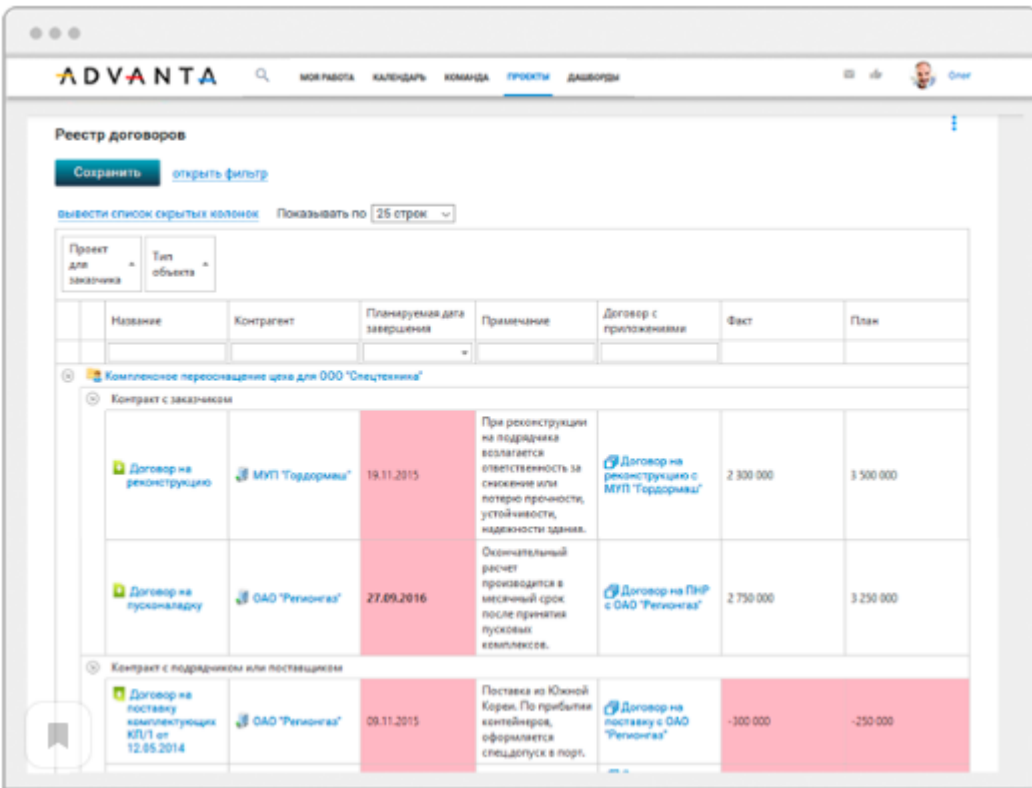 ADVANTA
МОЯ РАБОТА КАЛЕНДАРЬ КОМАНДА ПРОЕКТЫ ДАШБОРДЫ
Олег
Реестр договоров
Сохранить открыть фильтр
вывести список скрытых колонок Показывать по 25 строк
Проект
для
заказчика
Тип
объекта
Название Контрагент Планируемая дата
завершения Примечание Договор с
приложениями Факт План
Комплексное переоснащение цеха для ООО "Спецтехника"
Контракт с заказчиком
Договор на
реконструкцию
МУП "Гордормаш"
19.11.2015
При реконструкции
на подрядчика
возлагается
ответственность за
снижение или
потерю прочности,
устойчивости,
надежности здания.
Договор на
реконструкцию с
МУП "Гордормаш"
2 300 000
3 500 000
Договор на
пусконаладку
ОАО "Регионгаз"
27.09.2016
Окончательный
расчет
производится в
месячный срок
после принятия
пусковых
комплексов.
Договор на ПНР
с ОАО "Регионгаз"
2 750 000
3 250 000
Контракт с подрядчиком или поставщиком
Договор на
поставку
комплектующих
КП/1 от
12.05.2014
ОАО "Регионгаз"
09.11.2015
Поставка из Южной
Кореи. По прибытии
контейнеров,
оформляется
спец.допуск в порт.
Договор на
поставку с ОАО
"Регионгаз"
-300 000
-250 000